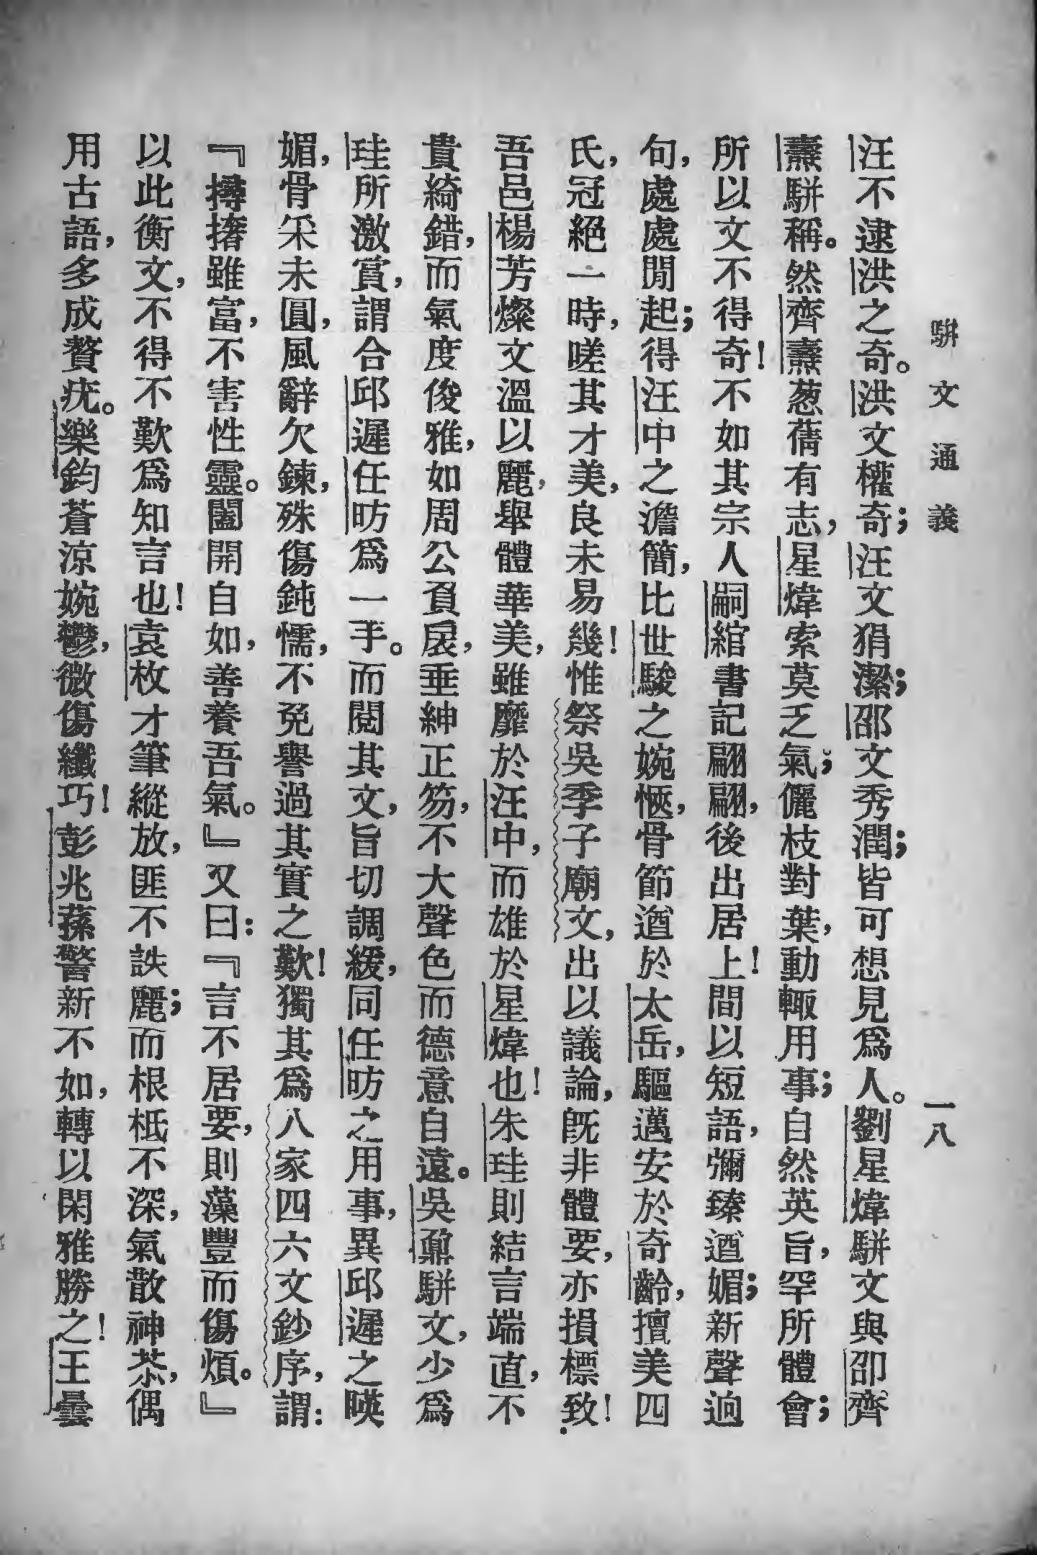 駢文通義
一八
汪不逮洪之奇。洪文權奇；汪文狷潔；邵文秀潤；皆可想見爲人。劉星煒駢文與卲齊
燾駢稱。然齊燾葱蒨有志，星煒索莫乏氣；儷枝對葉，動輒用事；自然英旨，罕所體會；
所以文不得奇！不如其宗人嗣綰書記翩翩，後出居上！間以短語，彌臻遒媚；新聲迥
句，處處閒起；得汪中之澹簡，比世駿之婉愜，骨節遒於太岳，驅邁安於奇齡，擅美四
氏，冠絕一時，嗟其才美，良未易幾！惟祭吳季子廟文，出以議論，旣非體要，亦損標致！
吾邑楊芳燦文溫以麗，舉體華美，雖靡於汪中，而雄於星煒也！朱珪則結言端直，不
貴綺錯，而氣度俊雅，如周公負扆，垂紳正笏，不大聲色而德意自遠。吳鼒駢文，少爲
珪所激賞，謂合邱遲任昉爲一手。而閱其文，旨切調緩，同任昉之用事，異邱遲之暎
媚，骨采未圓，風辭欠鍊，殊傷鈍懦，不免譽過其實之歎！獨其爲八家四六文鈔序，謂：
『撏撦雖富，不害性靈。闔開自如，善養吾氣。』又曰：『言不居要，則藻豐而傷煩。』
以此衡文，不得不歎爲知言也！袁枚才筆縱放，匪不詄麗；而根柢不深，氣散神苶，偶
用古語，多成贅疣。樂鈞蒼涼婉鬱，微傷纖巧！彭兆蓀警新不如，轉以閑雅勝之！王曇